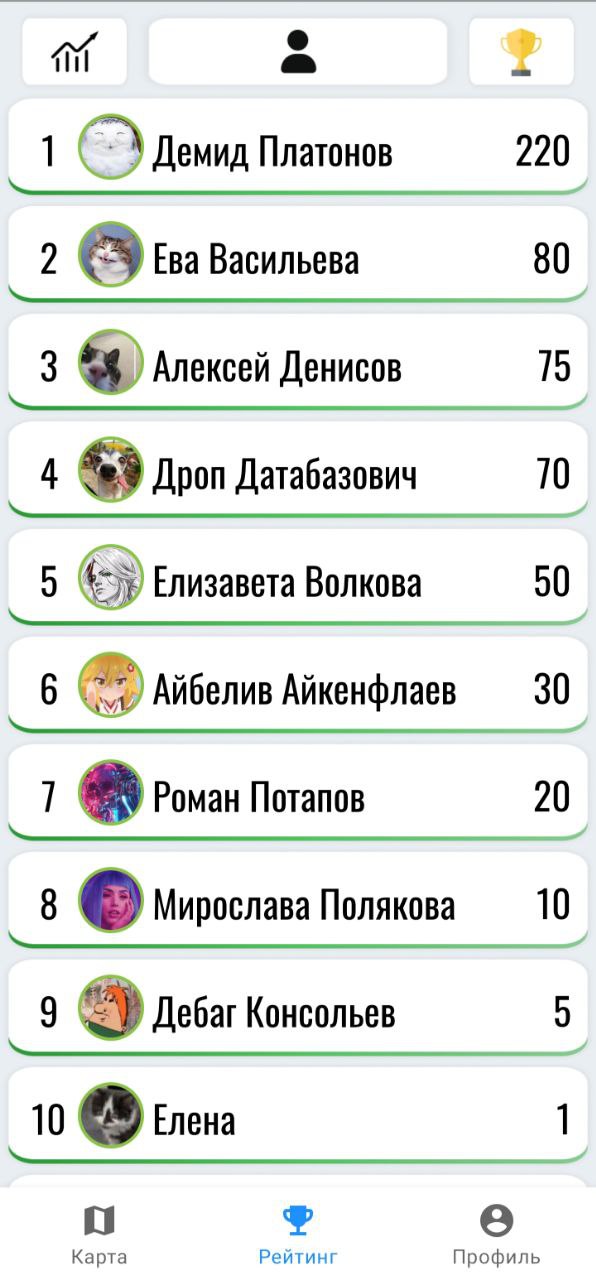 1 Демид Платонов 220
2 Ева Васильева 80
3 Алексей Денисов 75
4 Дроп Датабазович 70
5 Елизавета Волкова 50
6 Айбелив Айкенфлаев 30
7 Роман Потапов 20
8 Мирослава Полякова 10
9 Дебаг Консольев 5
10 Елена 1
Карта Рейтинг Профиль